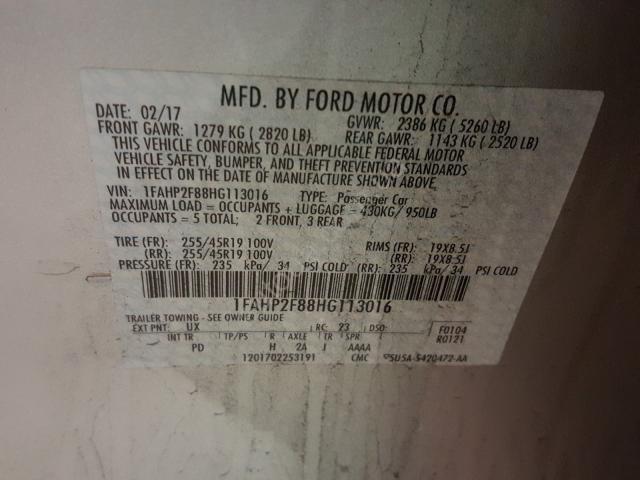 MFD. BY FORD MOTOR CO.
DATE: 02/17 GVWR: 2386 KG ( 5260 LB)
FRONT GAWR: 1279 KG ( 2820 LB) REAR GAWR: 1143 KG ( 2520 LB)
THIS VEHICLE CONFORMS TO ALL APPLICABLE FEDERAL MOTOR
VEHICLE SAFETY, BUMPER, AND THEFT PREVENTION STANDARDS
IN EFFECT ON THE DATE OF MANUFACTURE SHOWN ABOVE.
VIN: 1FAHP2F88HG113016 TYPE: Passenger Car
MAXIMUM LOAD = OCCUPANTS + LUGGAGE = 430KG/ 950LB
OCCUPANTS = 5 TOTAL; 2 FRONT, 3 REAR
TIRE (FR): 255/45R19 100V RIMS (FR): 19X8.5J
(RR): 255/45R19 100V (RR): 19X8.5J
PRESSURE (FR): 235 kPa/ 34 PSI COLD (RR): 235 kPa/ 34 PSI COLD
1FAHP2F88HG113016
TRAILER TOWING - SEE OWNER GUIDE
EXT PNT: UX RC: 23 DSO: F0104
INT TR TP/PS R AXLE TR SPR R0121
PD H 2A J AAAA
1201702253191 CMC 5U5A-5420472-AA